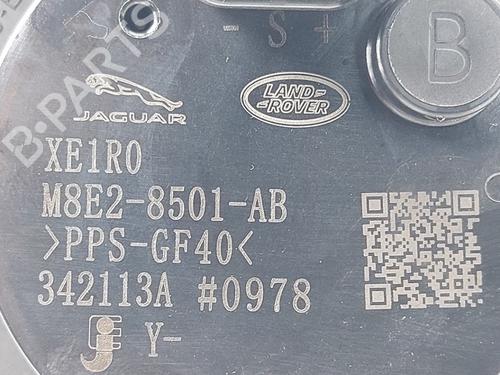 - S +
B
JAGUAR
LAND-
-ROVER
XE1R0
M8E2-8501-AB
>PPS-GF40<
342113A #0978
Y-
B-PARTS